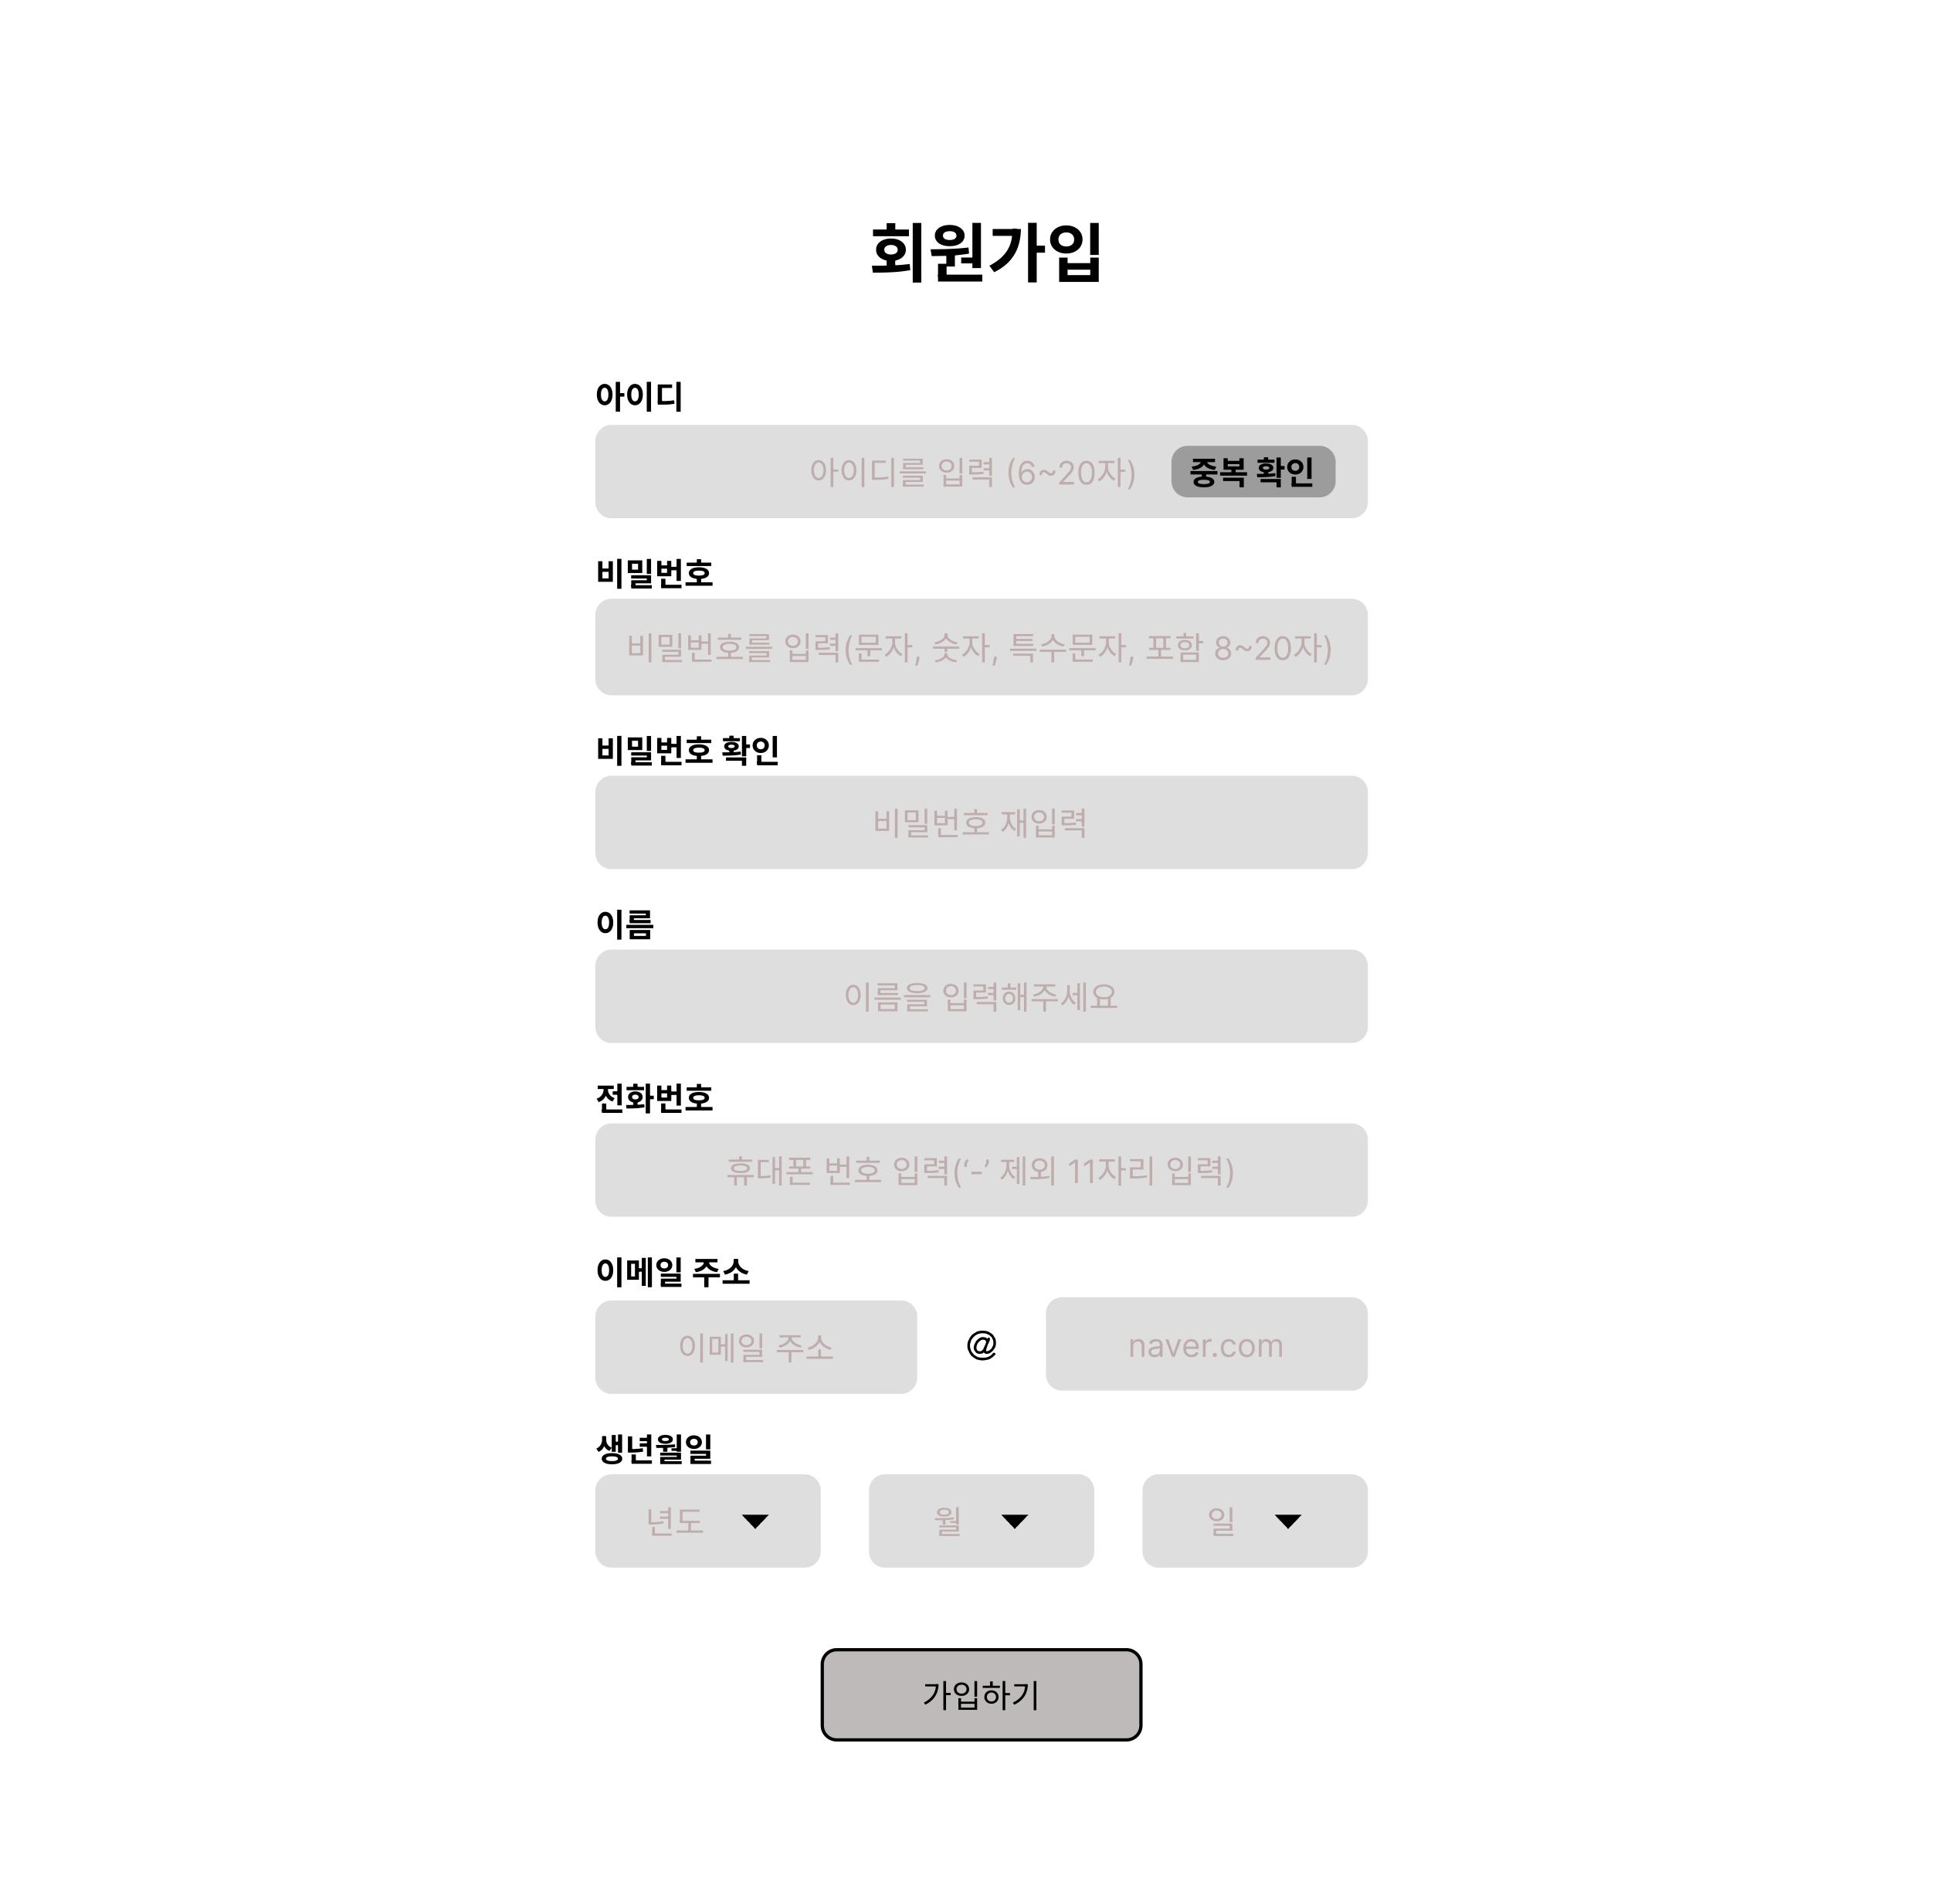 회원가입
아이디
아이디를 입력 (6~20자)
중복 확인
비밀번호
비밀번호를 입력(문자, 숫자, 특수문자, 포함 8~20자)
비밀번호 확인
비밀번호 재입력
이름
이름을 입력해주세요
전화번호
휴대폰 번호 입력(‘-’ 제외 11자리 입력)
이메일 주소
이메일 주소 @ naver.com
생년월일
년도 월 일
가입하기